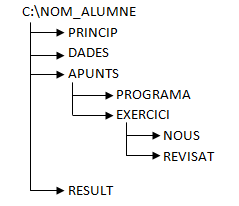 C:\NOM_ALUMNE
PRINCIP
DADES
APUNTS
PROGRAMA
EXERCICI
NOUS
REVISAT
RESULT